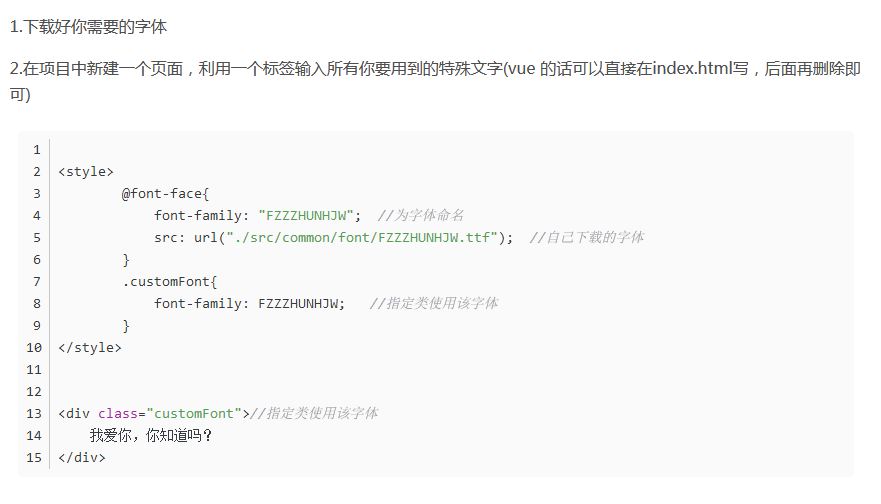 1.下载好你需要的字体
2.在项目中新建一个页面，利用一个标签输入所有你要用到的特殊文字(vue 的话可以直接在index.html写，后面再删除即
可)
1
2 <style>
3         @font-face{
4             font-family: "FZZZHUNHJW";  //为字体命名
5             src: url("./src/common/font/FZZZHUNHJW.ttf");  //自己下载的字体
6         }
7         .customFont{
8             font-family: FZZZHUNHJW;   //指定类使用该字体
9         }
10 </style>
11
12
13 <div class="customFont">//指定类使用该字体
14     我爱你，你知道吗？
15 </div>